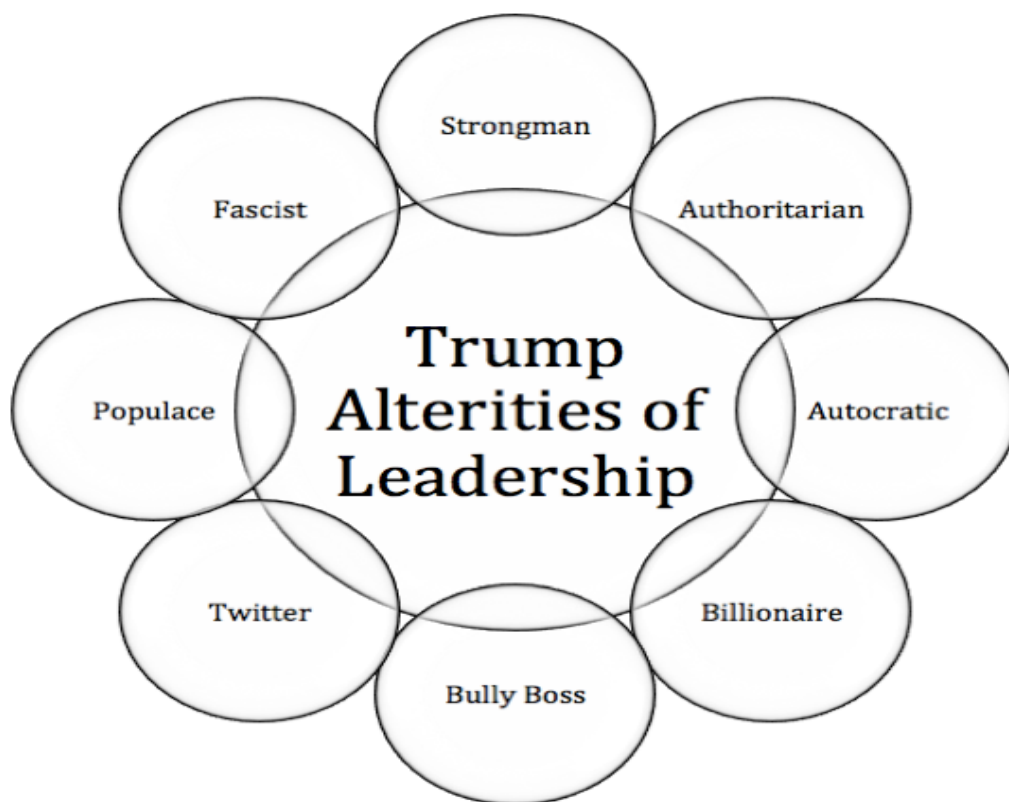 Strongman
Fascist
Authoritarian
Trump
Alterities of
Leadership
Populace
Autocratic
Twitter
Billionaire
Bully Boss